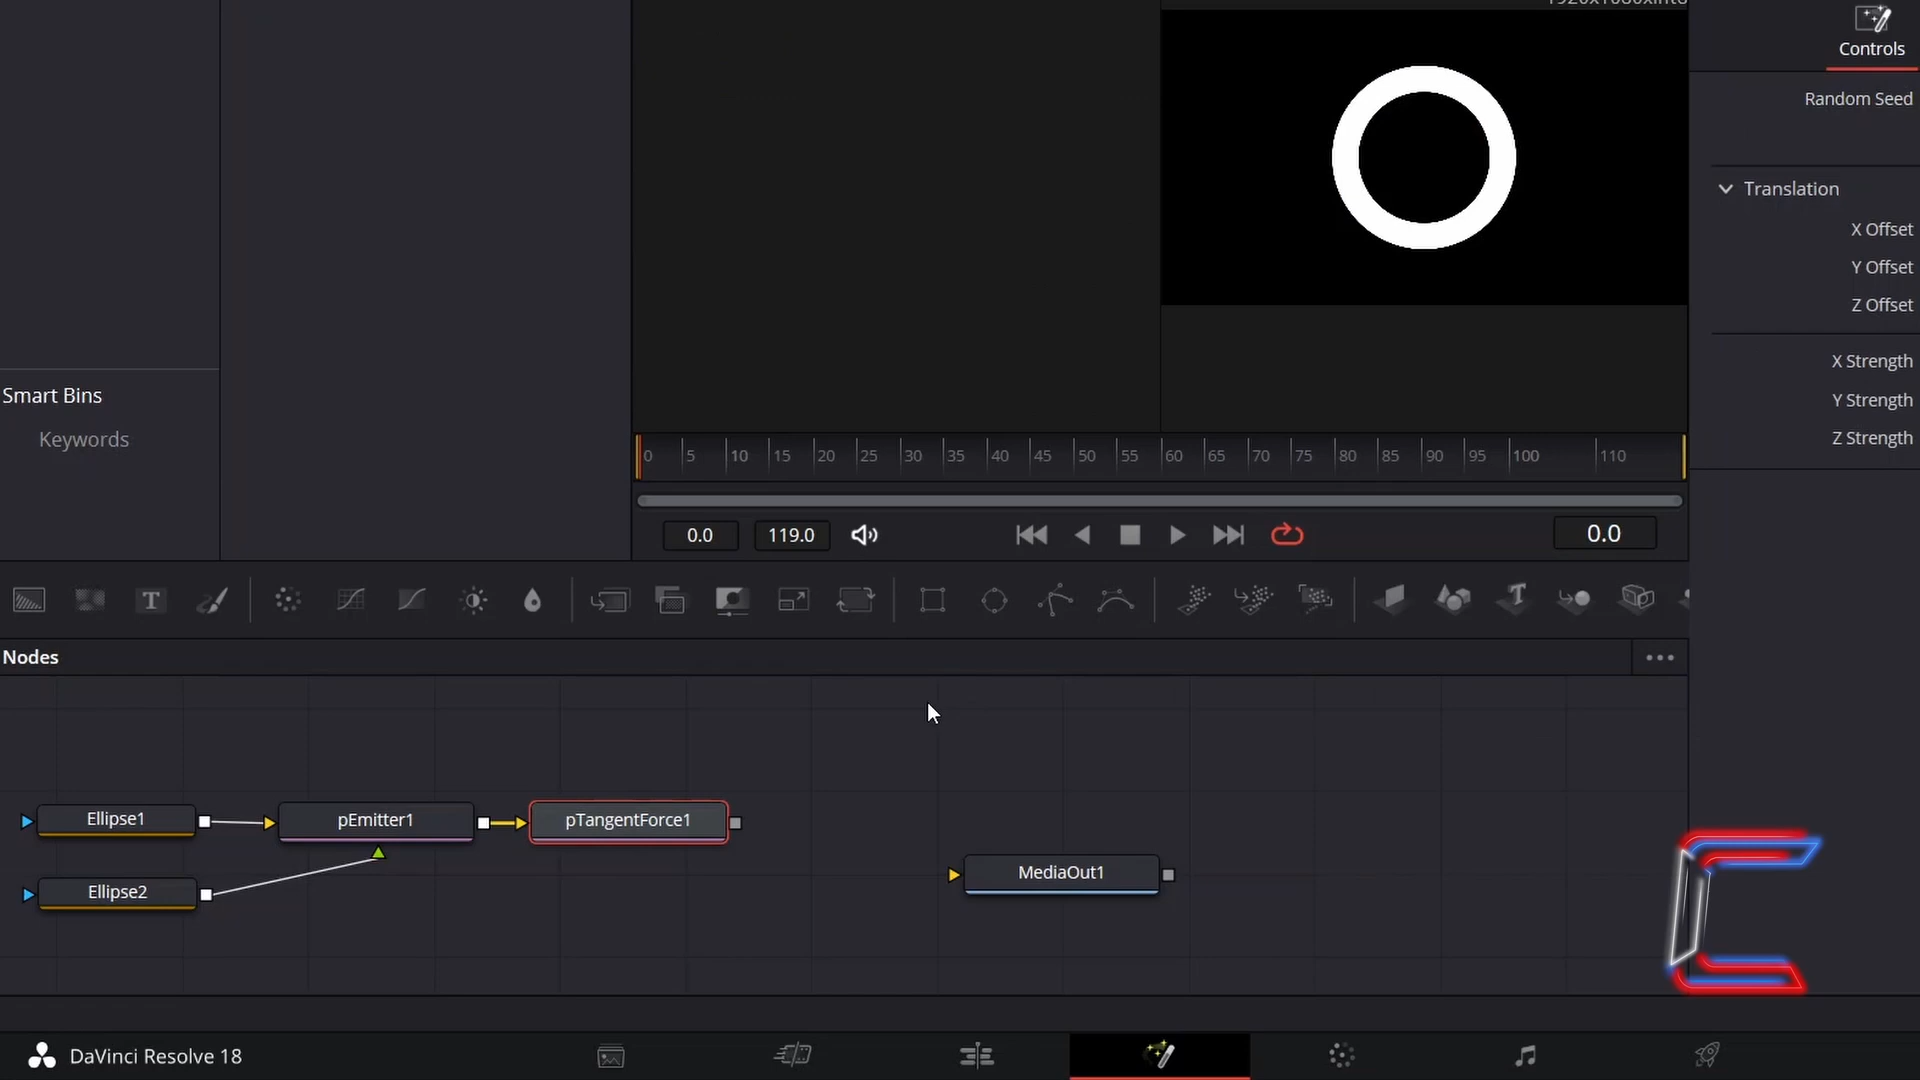 Controls
Random Seed
Translation
X Offset
Y Offset
Z Offset
X Strength
Y Strength
Z Strength
Smart Bins
Keywords
0 5 10 15 20 25 30 35 40 45 50 55 60 65 70 75 80 85 90 95 100 110
0.0 119.0 0.0
T
Nodes
Ellipse1 pEmitter1 pTangentForce1
Ellipse2 MediaOut1
DaVinci Resolve 18